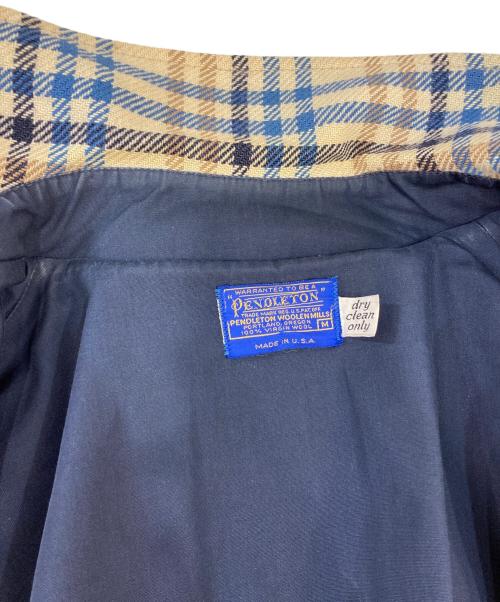 WARRANTED TO BE A
"PENDLETON"
TRADE MARK REG. U.S. PAT. OFF.
PENDLETON WOOLEN MILLS
PORTLAND, OREGON
100% VIRGIN WOOL
M
MADE IN U.S.A.
dry
clean
only